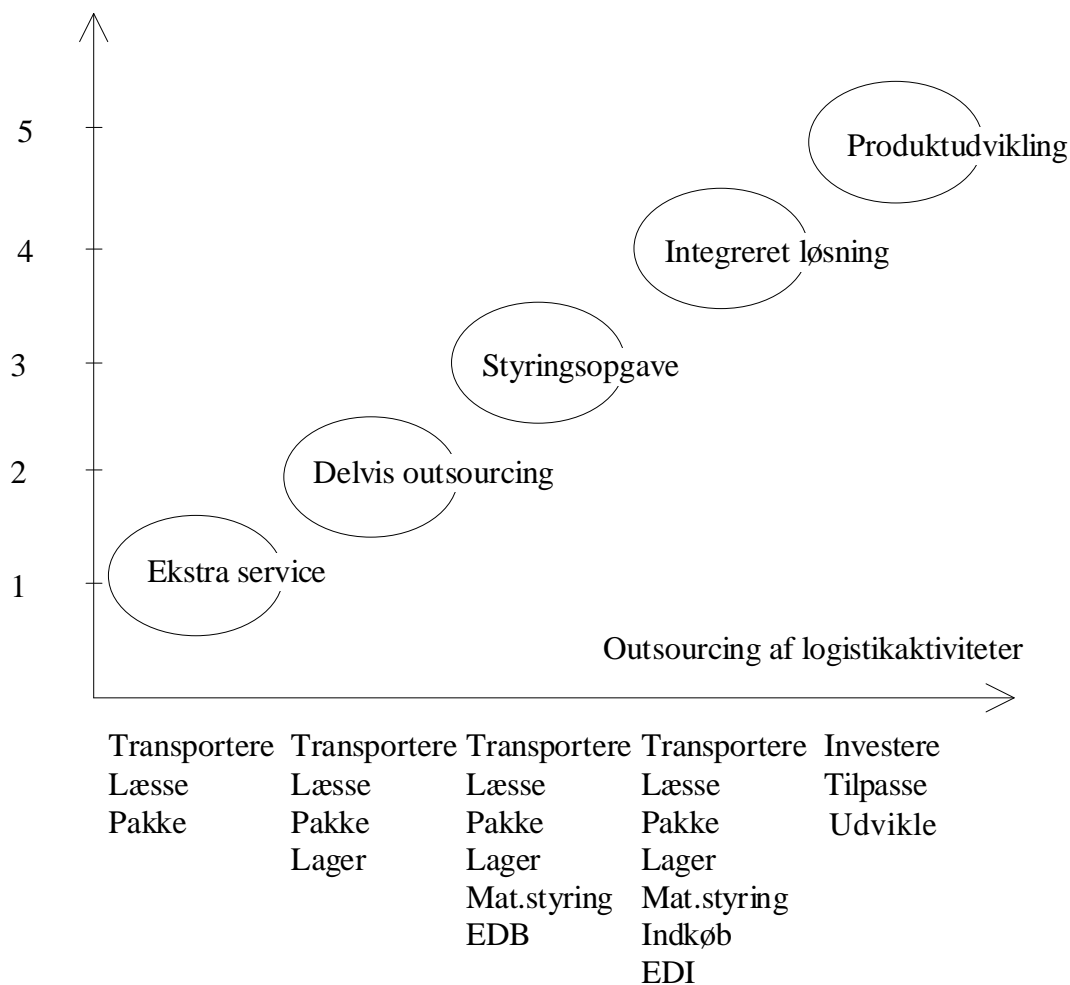 5
Produktudvikling
4
Integreret løsning
3
Styringsopgave
2
Delvis outsourcing
1
Ekstra service
Outsourcing af logistikaktiviteter
Transportere
Læsse
Pakke
Transportere
Læsse
Pakke
Lager
Transportere
Læsse
Pakke
Lager
Mat.styring
EDB
Transportere
Læsse
Pakke
Lager
Mat.styring
Indkøb
EDI
Investere
Tilpasse
Udvikle